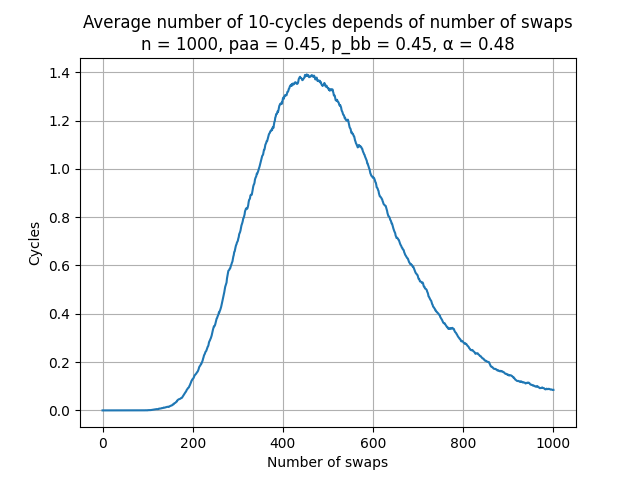 Average number of 10-cycles depends of number of swaps
n = 1000, paa = 0.45, p_bb = 0.45, α = 0.48
1.4
1.2
1.0
0.8
0.6
0.4
0.2
0.0
Cycles
0 200 400 600 800 1000
Number of swaps